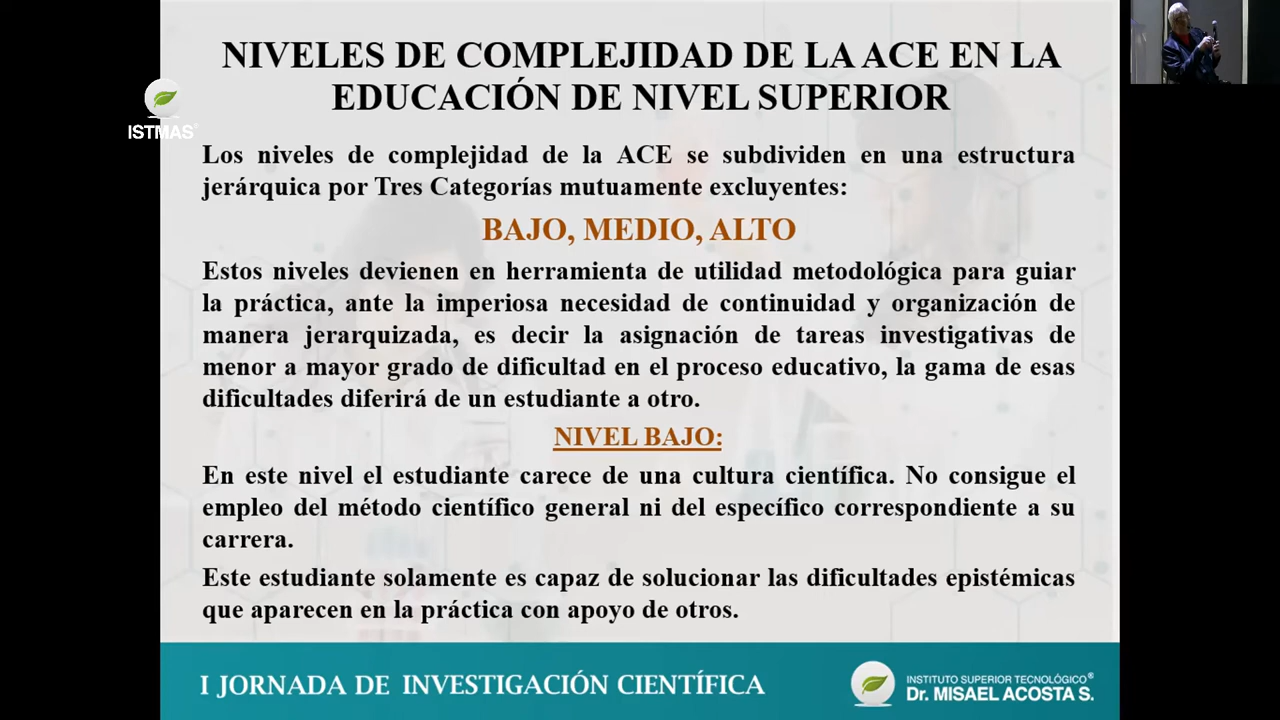 NIVELES DE COMPLEJIDAD DE LA ACE EN LA
EDUCACIÓN DE NIVEL SUPERIOR
ISTMAS®
Los niveles de complejidad de la ACE se subdividen en una estructura
jerárquica por Tres Categorías mutuamente excluyentes:
BAJO, MEDIO, ALTO
Estos niveles devienen en herramienta de utilidad metodológica para guiar
la práctica, ante la imperiosa necesidad de continuidad y organización de
manera jerarquizada, es decir la asignación de tareas investigativas de
menor a mayor grado de dificultad en el proceso educativo, la gama de esas
dificultades diferirá de un estudiante a otro.
NIVEL BAJO:
En este nivel el estudiante carece de una cultura científica. No consigue el
empleo del método científico general ni del específico correspondiente a su
carrera.
Este estudiante solamente es capaz de solucionar las dificultades epistémicas
que aparecen en la práctica con apoyo de otros.
I JORNADA DE INVESTIGACIÓN CIENTÍFICA
INSTITUTO SUPERIOR TECNOLÓGICO®
Dr. MISAEL ACOSTA S.